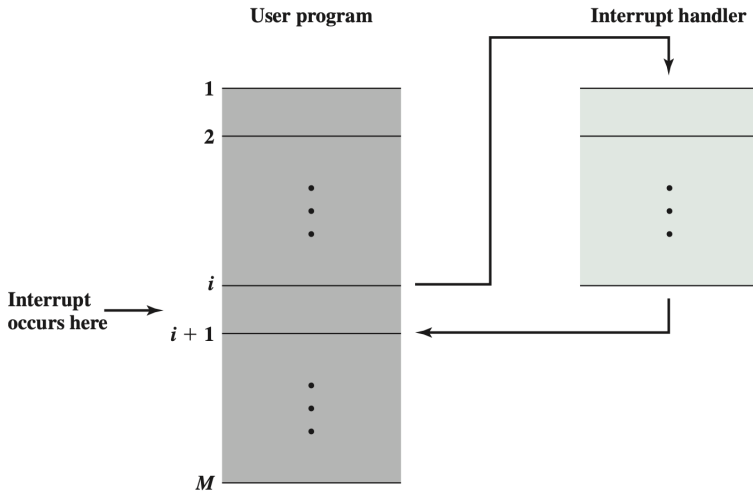 User program
Interrupt handler
1
2
i
Interrupt
occurs here
i + 1
M